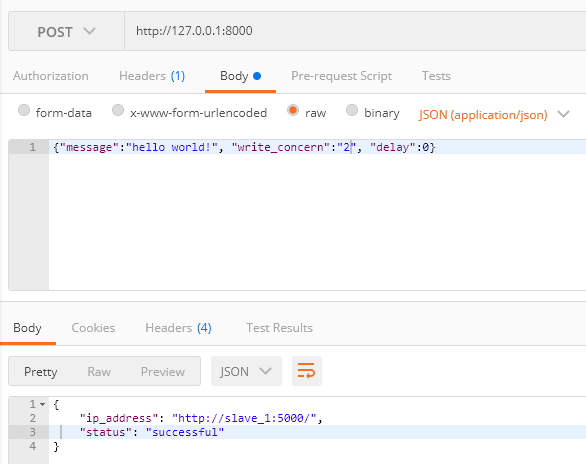 POST http://127.0.0.1:8000
Authorization Headers (1) Body Pre-request Script Tests
form-data x-www-form-urlencoded raw binary JSON (application/json)
1 {"message":"hello world!", "write_concern":"2", "delay":0}
Body Cookies Headers (4) Test Results
Pretty Raw Preview JSON
1 {
2 "ip_address": "http://slave_1:5000/",
3 "status": "successful"
4 }